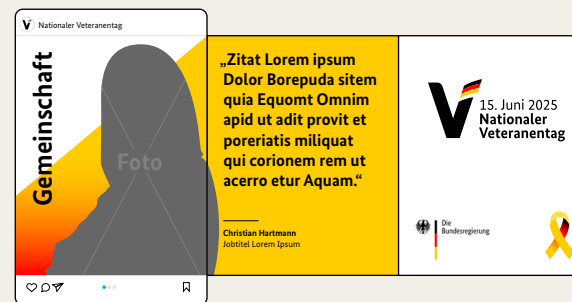 Nationaler Veteranentag
Gemeinschaft
Foto
„Zitat Lorem ipsum
Dolor Borepuda sitem
quia Equomt Omnim
apid ut adit provit et
poreriatis miliquat
qui corionem rem ut
acerro etur Aquam.“
Christian Hartmann
Jobtitel Lorem Ipsum
15. Juni 2025
Nationaler
Veteranentag
Die
Bundesregierung